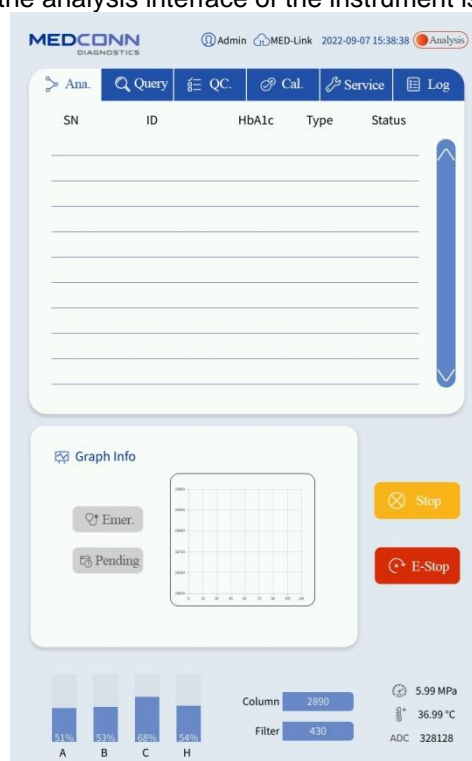 the analysis interface of the instrument is
MEDCONN
DIAGNOSTICS
Admin MED-Link 2022-09-07 15:38:38 Analysis
Ana. Query QC. Cal. Service Log
SN ID HbA1c Type Status
Graph Info
Emer.
Pending
Stop
E-Stop
51% 53% 68% 54%
A B C H
Column 2890
Filter 430
5.99 MPa
36.99 °C
ADC 328128